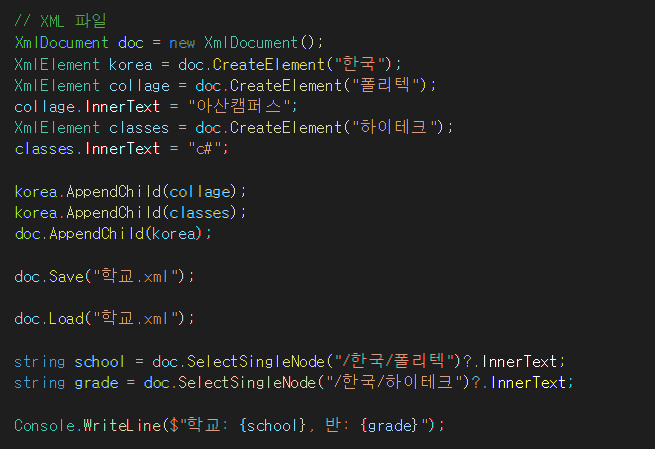 // XML 파일
XmlDocument doc = new XmlDocument();
XmlElement korea = doc.CreateElement("한국");
XmlElement collage = doc.CreateElement("폴리텍");
collage.InnerText = "아산캠퍼스";
XmlElement classes = doc.CreateElement("하이테크");
classes.InnerText = "c#";
korea.AppendChild(collage);
korea.AppendChild(classes);
doc.AppendChild(korea);
doc.Save("학교.xml");
doc.Load("학교.xml");
string school = doc.SelectSingleNode("/한국/폴리텍")?.InnerText;
string grade = doc.SelectSingleNode("/한국/하이테크")?.InnerText;
Console.WriteLine($"학교: {school}, 반: {grade}");